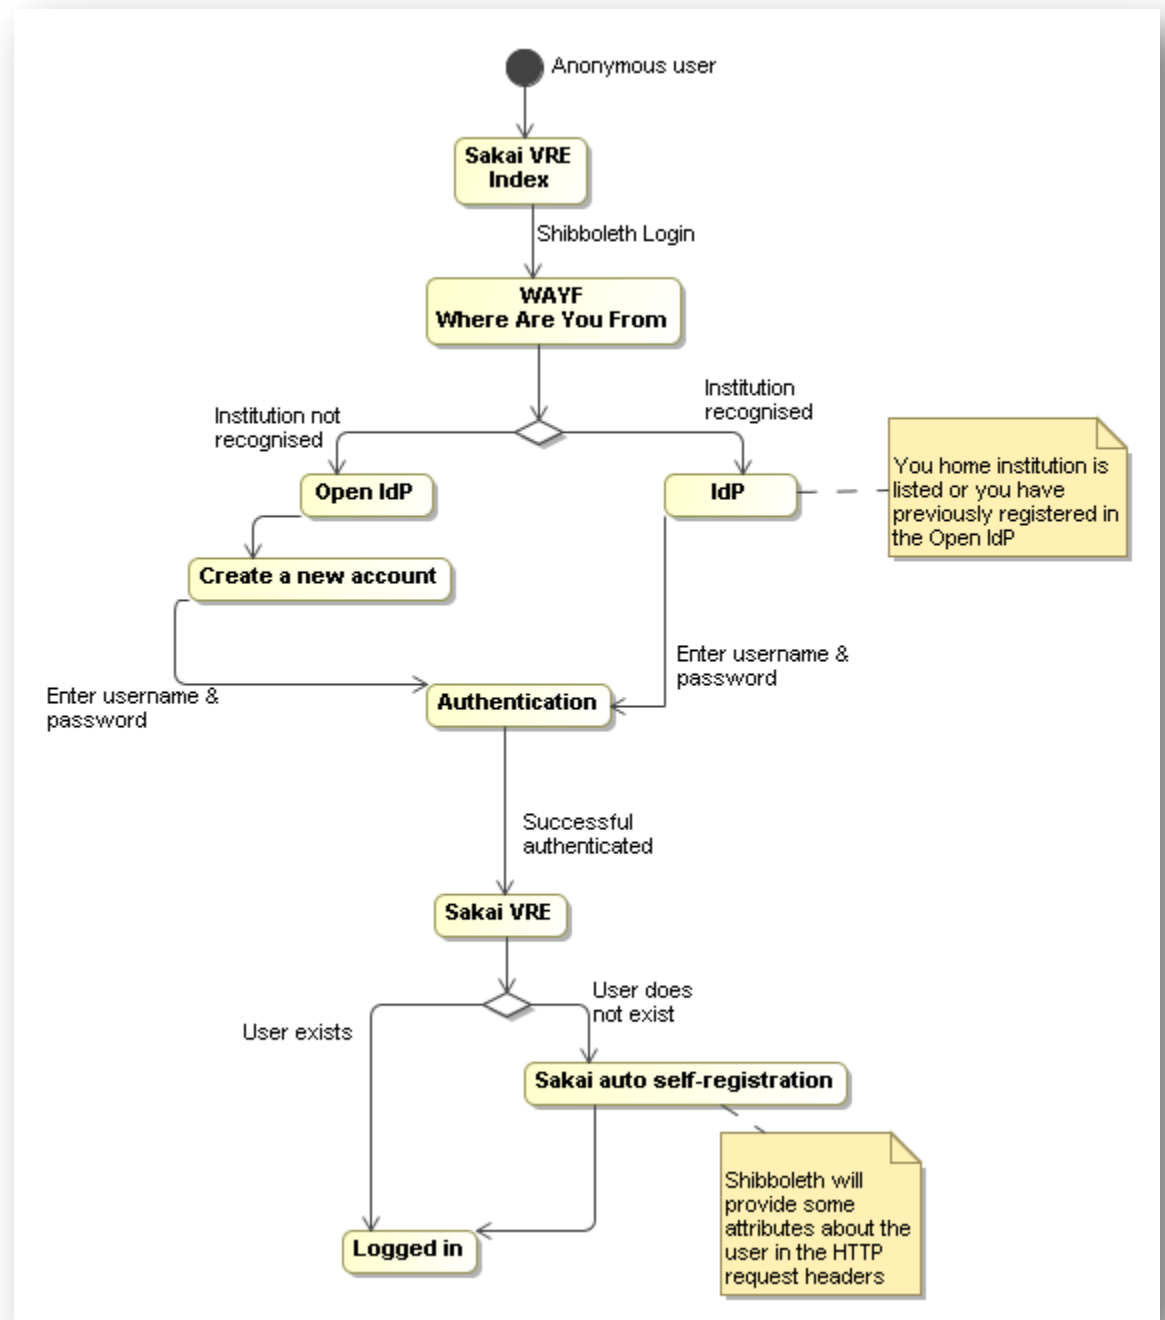 Anonymous user
Sakai VRE
Index
Shibboleth Login
WAYF
Where Are You From
Institution not
recognised
Institution
recognised
Open IdP
IdP
You home institution is
listed or you have
previously registered in
the Open IdP
Create a new account
Enter username &
password
Enter username &
password
Authentication
Successful
authenticated
Sakai VRE
User exists
User does
not exist
Sakai auto self-registration
Shibboleth will
provide some
attributes about the
user in the HTTP
request headers
Logged in